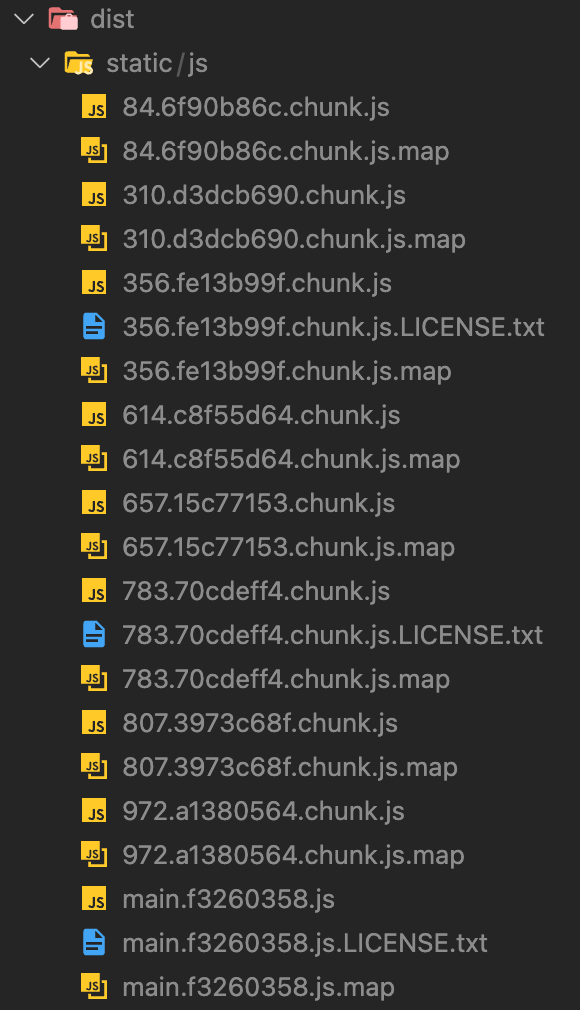 dist
static/js
84.6f90b86c.chunk.js
84.6f90b86c.chunk.js.map
310.d3dcb690.chunk.js
310.d3dcb690.chunk.js.map
356.fe13b99f.chunk.js
356.fe13b99f.chunk.js.LICENSE.txt
356.fe13b99f.chunk.js.map
614.c8f55d64.chunk.js
614.c8f55d64.chunk.js.map
657.15c77153.chunk.js
657.15c77153.chunk.js.map
783.70cdeff4.chunk.js
783.70cdeff4.chunk.js.LICENSE.txt
783.70cdeff4.chunk.js.map
807.3973c68f.chunk.js
807.3973c68f.chunk.js.map
972.a1380564.chunk.js
972.a1380564.chunk.js.map
main.f3260358.js
main.f3260358.js.LICENSE.txt
main.f3260358.js.map